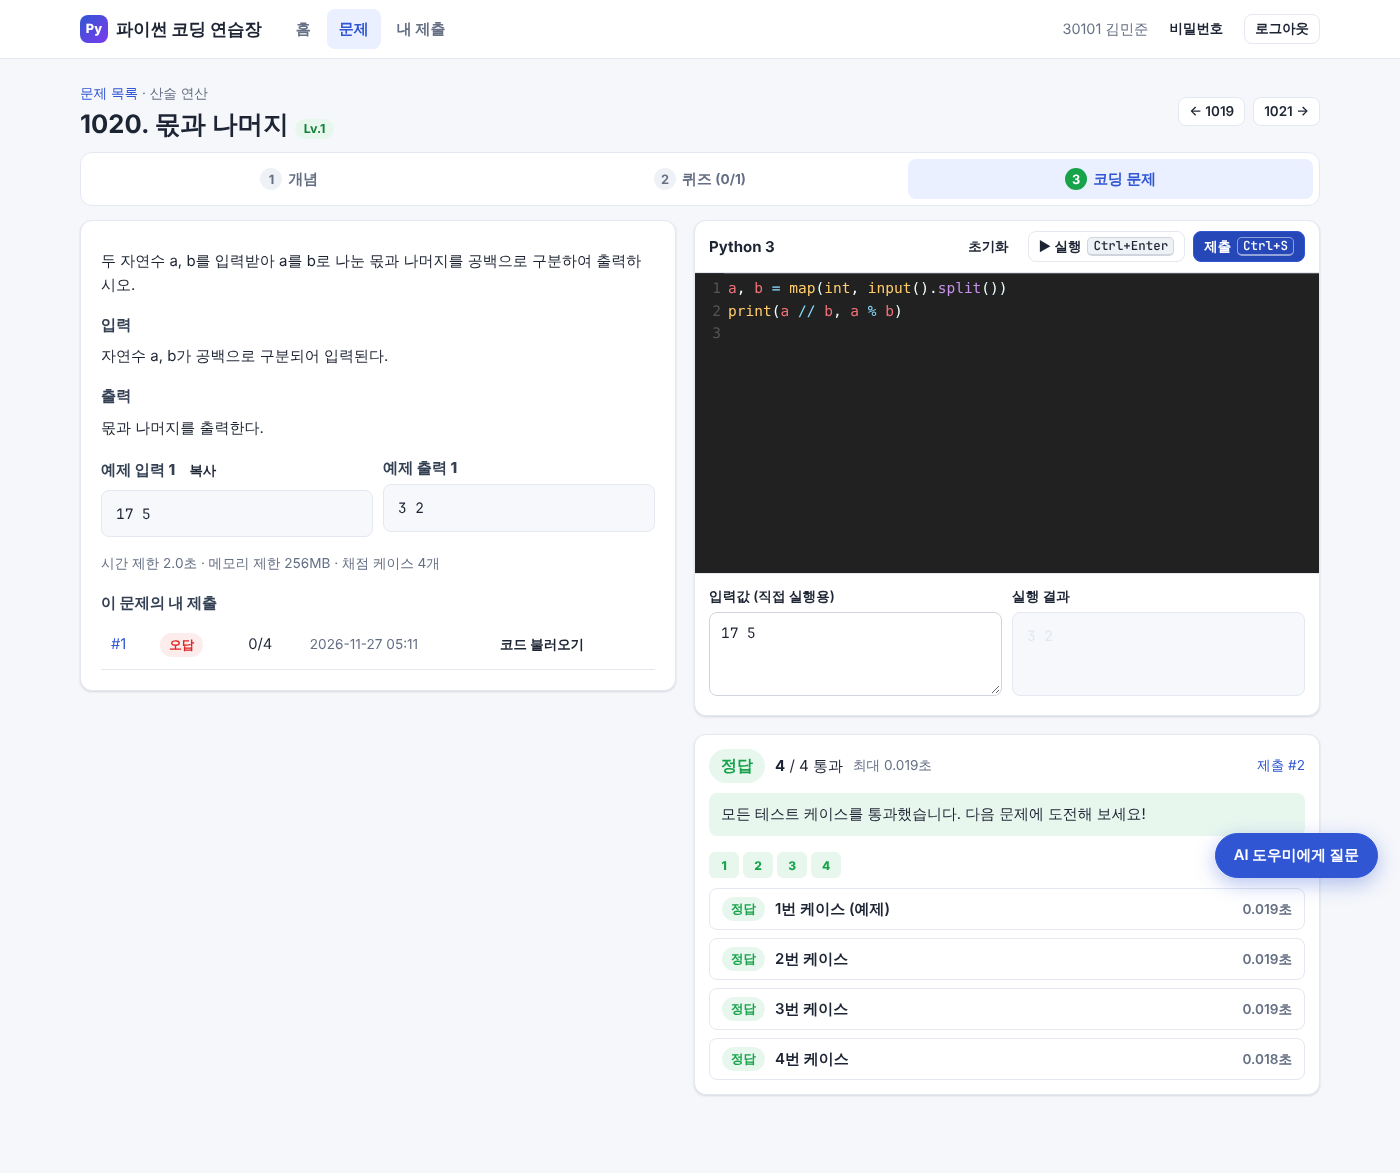 Py 파이썬 코딩 연습장 홈 문제 내 제출 30101 김민준 비밀번호 로그아웃
문제 목록 · 산술 연산
1020. 몫과 나머지 Lv.1 ← 1019 1021 →
1 개념 2 퀴즈 (0/1) 3 코딩 문제
두 자연수 a, b를 입력받아 a를 b로 나눈 몫과 나머지를 공백으로 구분하여 출력하
시오.
입력
자연수 a, b가 공백으로 구분되어 입력된다.
출력
몫과 나머지를 출력한다.
예제 입력 1 복사 예제 출력 1
17 5 3 2
시간 제한 2.0초 · 메모리 제한 256MB · 채점 케이스 4개
이 문제의 내 제출
#1 오답 0/4 2026-11-27 05:11 코드 불러오기
Python 3 초기화 ▶ 실행 Ctrl+Enter 제출 Ctrl+S
1 a, b = map(int, input().split())
2 print(a // b, a % b)
3
입력값 (직접 실행용) 실행 결과
17 5 3 2
정답 4 / 4 통과 최대 0.019초 제출 #2
모든 테스트 케이스를 통과했습니다. 다음 문제에 도전해 보세요!
AI 도우미에게 질문
1 2 3 4
정답 1번 케이스 (예제) 0.019초
정답 2번 케이스 0.019초
정답 3번 케이스 0.019초
정답 4번 케이스 0.018초